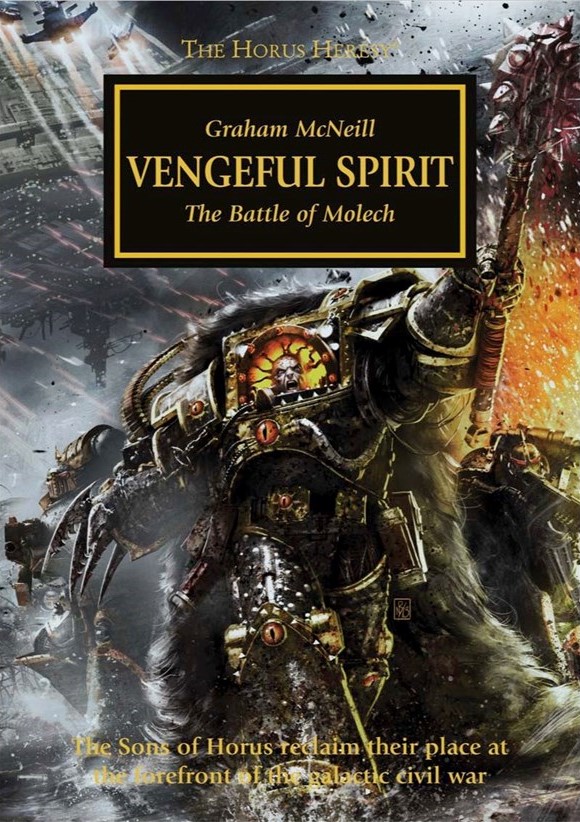 THE HORUS HERESY®
Graham McNeill
VENGEFUL SPIRIT
The Battle of Molech
The Sons of Horus reclaim their place at
the forefront of the galactic civil war